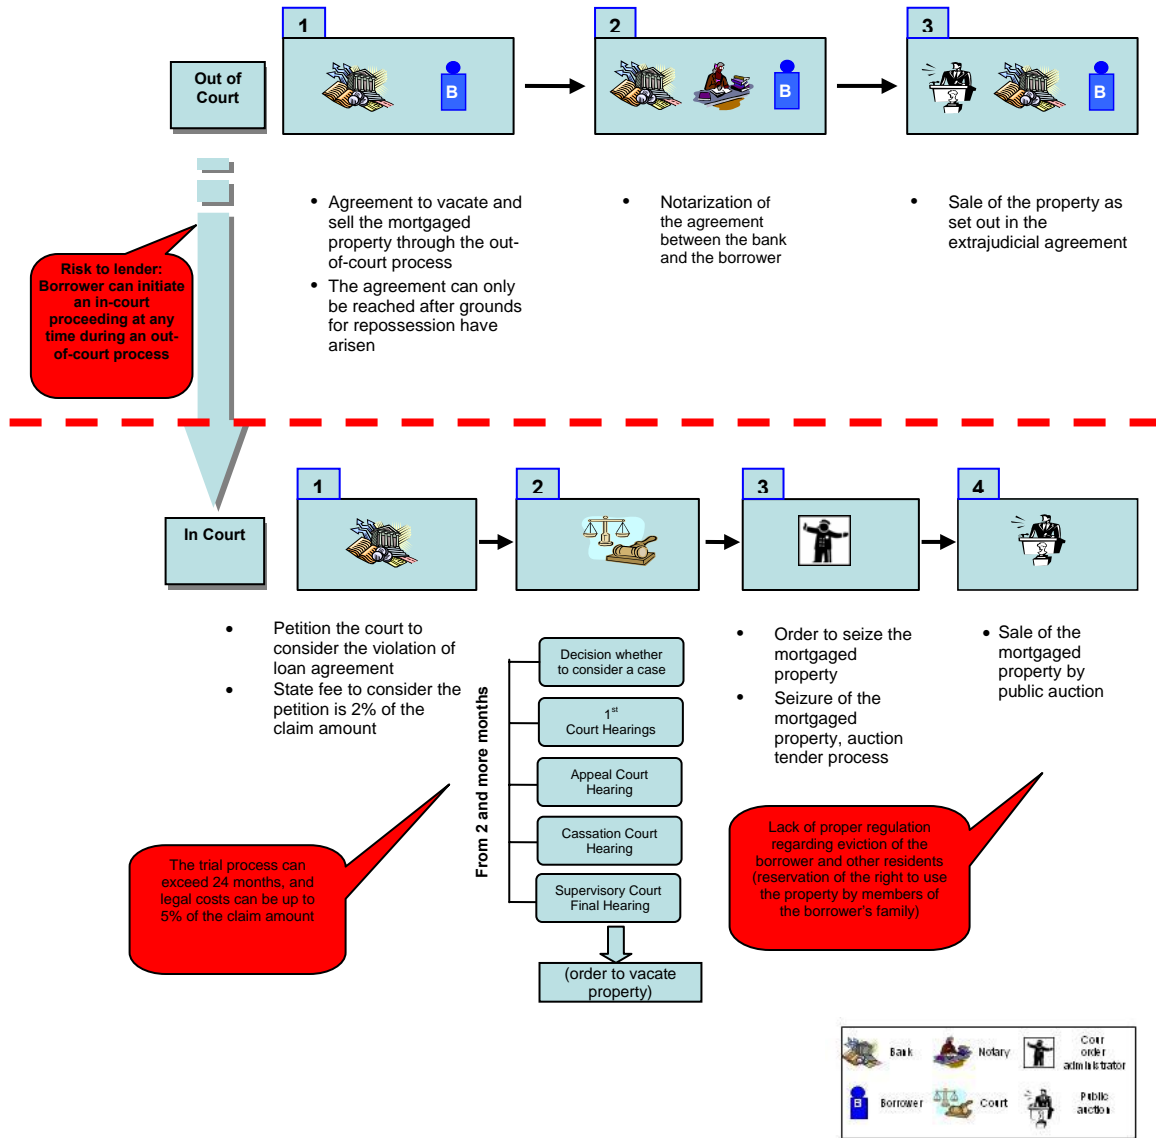 1
2
3
Out of
Court
B
B
B
• Agreement to vacate and
sell the mortgaged
property through the out-
of-court process
• The agreement can only
be reached after grounds
for repossession have
arisen
• Notarization of
the agreement
between the bank
and the borrower
• Sale of the property as
set out in the
extrajudicial agreement
Risk to lender:
Borrower can initiate
an in-court
proceeding at any
time during an out-
of-court process
1
2
3
4
In Court
• Petition the court to
consider the violation of
loan agreement
• State fee to consider the
petition is 2% of the
claim amount
From 2 and more months
Decision whether
to consider a case
1st
Court Hearings
Appeal Court
Hearing
Cassation Court
Hearing
Supervisory Court
Final Hearing
(order to vacate
property)
• Order to seize the
mortgaged
property
• Seizure of the
mortgaged
property, auction
tender process
• Sale of the
mortgaged
property by
public auction
The trial process can
exceed 24 months, and
legal costs can be up to
5% of the claim amount
Lack of proper regulation
regarding eviction of the
borrower and other residents
(reservation of the right to use
the property by members of
the borrower's family)
Bank
Notary
Cour
order
administrator
B
Borrower
Court
Public
auction